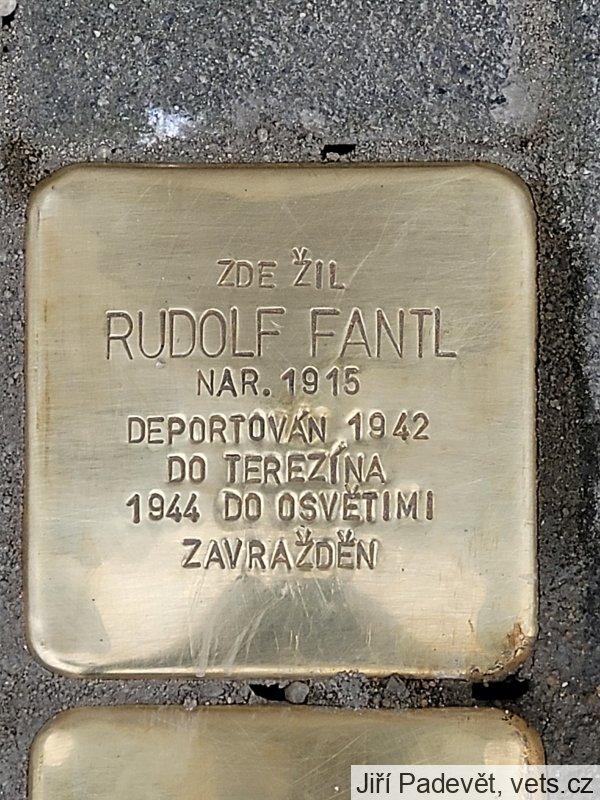 ZDE ŽIL
RUDOLF FANTL
NAR. 1915
DEPORTOVÁN 1942
DO TEREZÍNA
1944 DO OSVĚTIMI
ZAVRAŽDĚN
Jiří Padevět, vets.cz